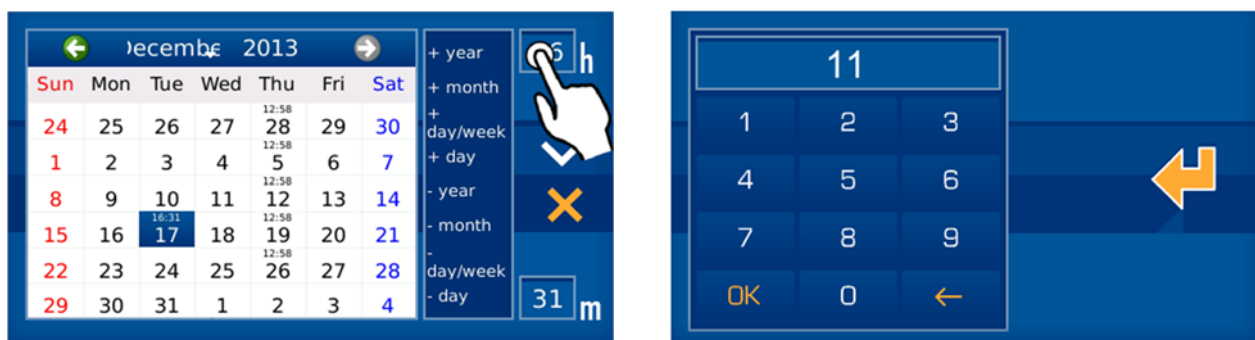 December 2013
Sun Mon Tue Wed Thu Fri Sat
12:58
24 25 26 27 28 29 30
12:58
1 2 3 4 5 6 7
12:58
8 9 10 11 12 13 14
16:31 12:58
15 16 17 18 19 20 21
12:58
22 23 24 25 26 27 28
29 30 31 1 2 3 4
+ year
+ month
+
day/week
+ day
- year
- month
-
day/week
- day
6 h
31 m
11
1 2 3
4 5 6
7 8 9
OK 0 ←